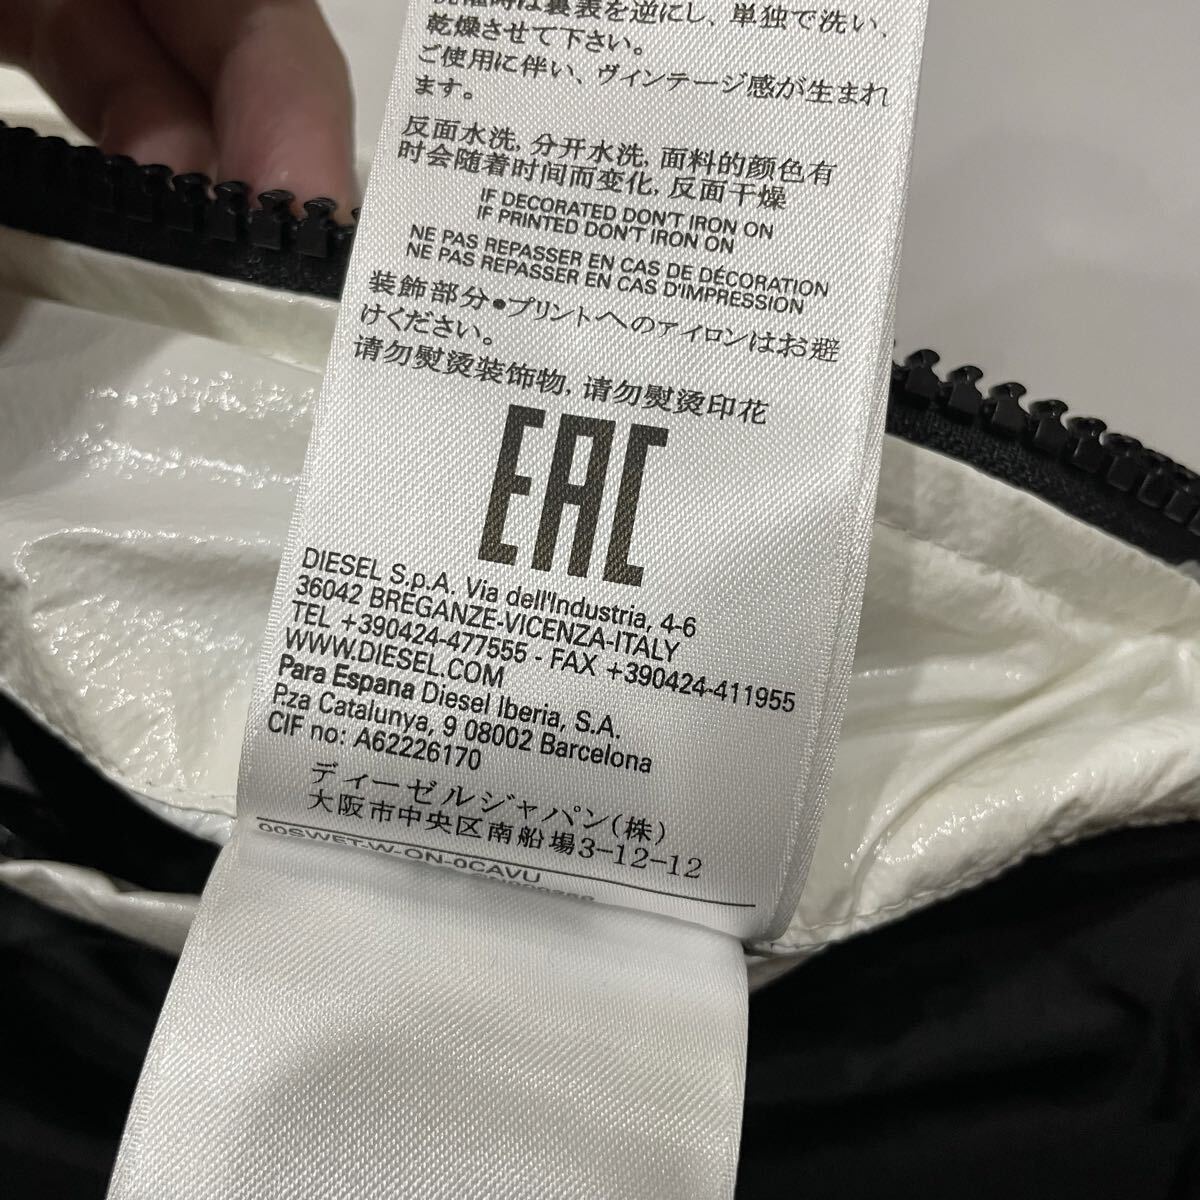 洗濯時は裏表を逆にし、単独で洗い、
乾燥させて下さい。
ご使用に伴い、ヴィンテージ感が生まれ
ます。
反面水洗, 分开水洗, 面料的颜色有
时会随着时间而变化, 反面干燥
IF DECORATED DON'T IRON ON
IF PRINTED DON'T IRON ON
NE PAS REPASSER EN CAS DE DÉCORATION
NE PAS REPASSER EN CAS D'IMPRESSION
装飾部分●プリントへのアイロンはお避
けください。
请勿熨烫装饰物, 请勿熨烫印花
EAC
DIESEL S.p.A. Via dell'Industria, 4-6
36042 BREGANZE-VICENZA-ITALY
TEL +390424-477555 - FAX +390424-411955
WWW.DIESEL.COM
Para Espana Diesel Iberia, S.A.
P.za Catalunya, 9 08002 Barcelona
CIF no: A62226170
ディーゼルジャパン(株)
大阪市中央区南船場3-12-12
00SWET-W-ON-0CAVU